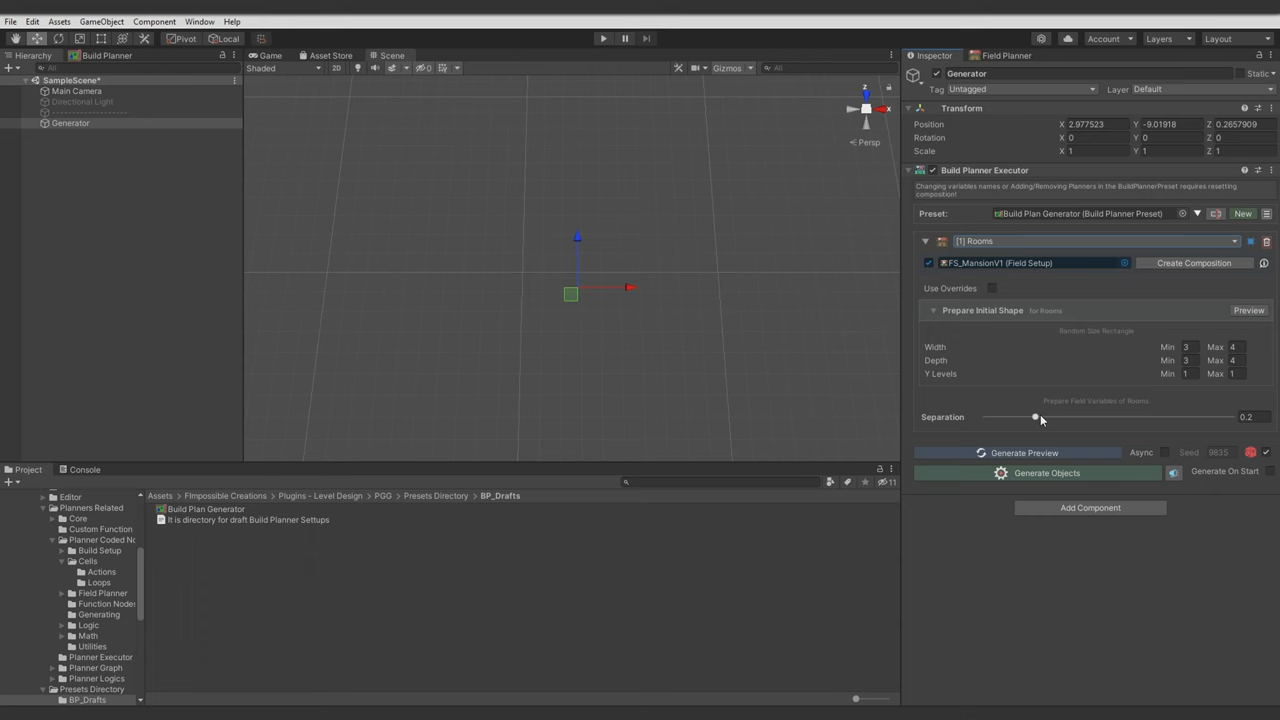 File Edit Assets GameObject Component Window Help
Pivot Local Account Layers Layout
Hierarchy Build Planner Game Asset Store Scene Inspector Field Planner
All Shaded 2D 0 Gizmos All
SampleScene*
Main Camera
Directional Light
--------------------
Generator
z
x
< Persp
Generator Static
Tag Untagged Layer Default
Transform
Position X 2.977523 Y -9.01918 Z 0.2657909
Rotation X 0 Y 0 Z 0
Scale X 1 Y 1 Z 1
Build Planner Executor
Changing variables names or Adding/Removing Planners in the BuildPlannerPreset requires resetting
composition!
Preset: Build Plan Generator (Build Planner Preset) New
[1] Rooms
FS_MansionV1 (Field Setup) Create Composition
Use Overrides
Prepare Initial Shape for Rooms Preview
Random Size Rectangle
Width Min 3 Max 4
Depth Min 3 Max 4
Y Levels Min 1 Max 1
Prepare Field Variables of Rooms
Separation 0.2
Generate Preview Async Seed 9835
Generate Objects Generate On Start
Add Component
Project Console
11
Editor
Planners Related
Core
Custom Function
Planner Coded No
Build Setup
Cells
Actions
Loops
Field Planner
Function Nodes
Generating
Logic
Math
Utilities
Planner Executor
Planner Graph
Planner Logics
Presets Directory
BP_Drafts
Assets > FImpossible Creations > Plugins - Level Design > PGG > Presets Directory > BP_Drafts
Build Plan Generator
It is directory for draft Build Planner Settups